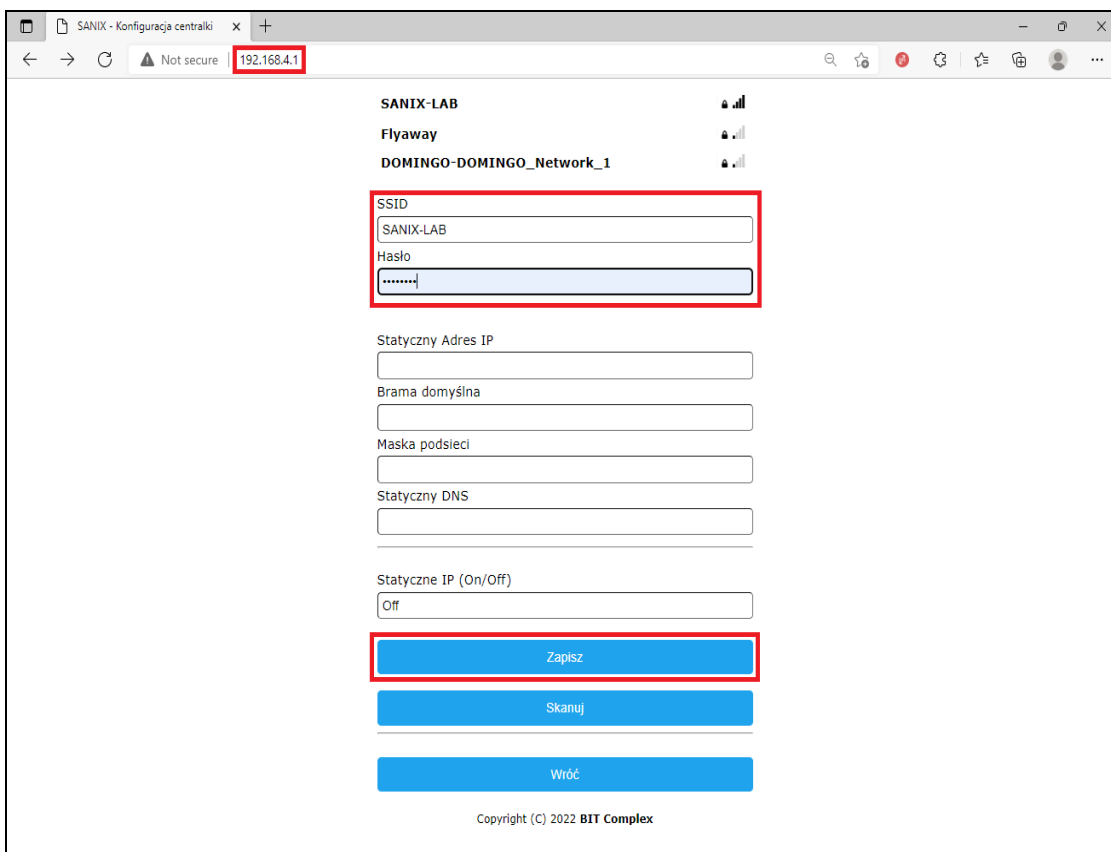 SANIX - Konfiguracja centralki
Not secure
192.168.4.1
SANIX-LAB
Flyaway
DOMINGO-DOMINGO_Network_1
SSID
SANIX-LAB
Hasło
••••••••
Statyczny Adres IP
Brama domyślna
Maska podsieci
Statyczny DNS
Statyczne IP (On/Off)
Off
Zapisz
Skanuj
Wróć
Copyright (C) 2022 BIT Complex